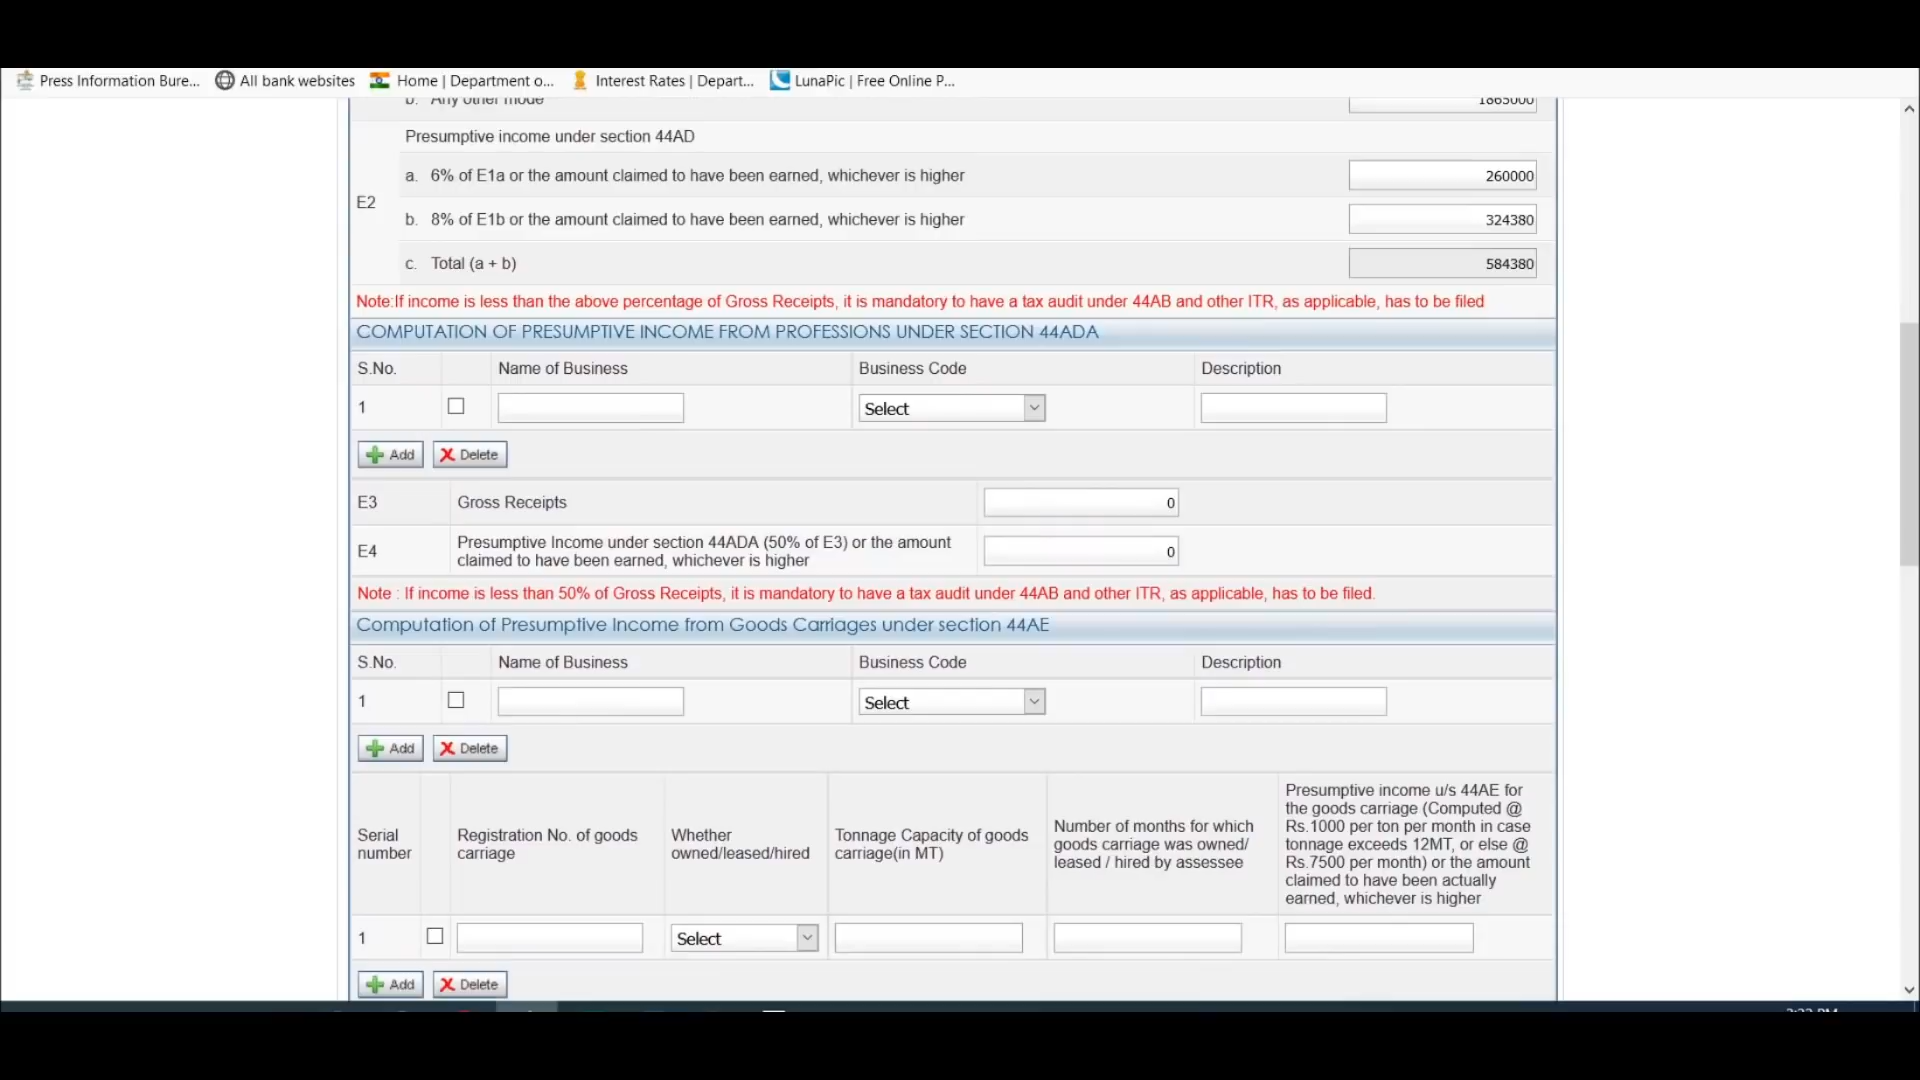 Press Information Bure... All bank websites Home | Department o... Interest Rates | Depart... LunaPic | Free Online P...
b. Any other mode 1865000
Presumptive income under section 44AD
a. 6% of E1a or the amount claimed to have been earned, whichever is higher 260000
E2
b. 8% of E1b or the amount claimed to have been earned, whichever is higher 324380
c. Total (a + b) 584380
Note:If income is less than the above percentage of Gross Receipts, it is mandatory to have a tax audit under 44AB and other ITR, as applicable, has to be filed
COMPUTATION OF PRESUMPTIVE INCOME FROM PROFESSIONS UNDER SECTION 44ADA
S.No. Name of Business Business Code Description
1 Select
Add Delete
E3 Gross Receipts 0
E4 Presumptive Income under section 44ADA (50% of E3) or the amount
claimed to have been earned, whichever is higher 0
Note : If income is less than 50% of Gross Receipts, it is mandatory to have a tax audit under 44AB and other ITR, as applicable, has to be filed.
Computation of Presumptive Income from Goods Carriages under section 44AE
S.No. Name of Business Business Code Description
1 Select
Add Delete
Serial
number
Registration No. of goods
carriage
Whether
owned/leased/hired
Tonnage Capacity of goods
carriage(in MT)
Number of months for which
goods carriage was owned/
leased / hired by assessee
Presumptive income u/s 44AE for
the goods carriage (Computed @
Rs.1000 per ton per month in case
tonnage exceeds 12MT, or else @
Rs.7500 per month) or the amount
claimed to have been actually
earned, whichever is higher
1 Select
Add Delete